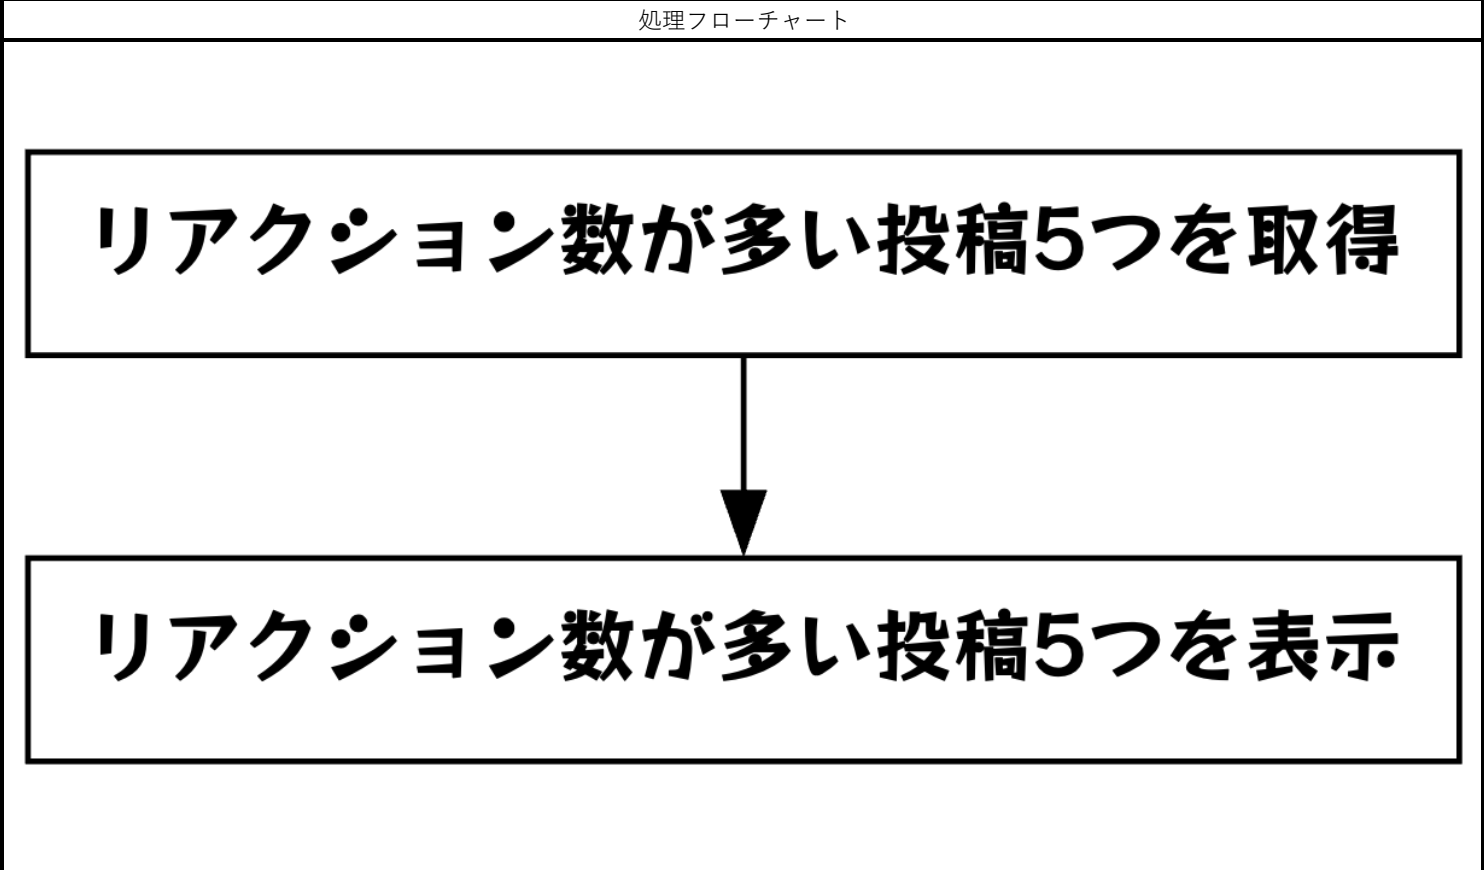 処理フローチャート
リアクション数が多い投稿5つを取得
リアクション数が多い投稿5つを表示